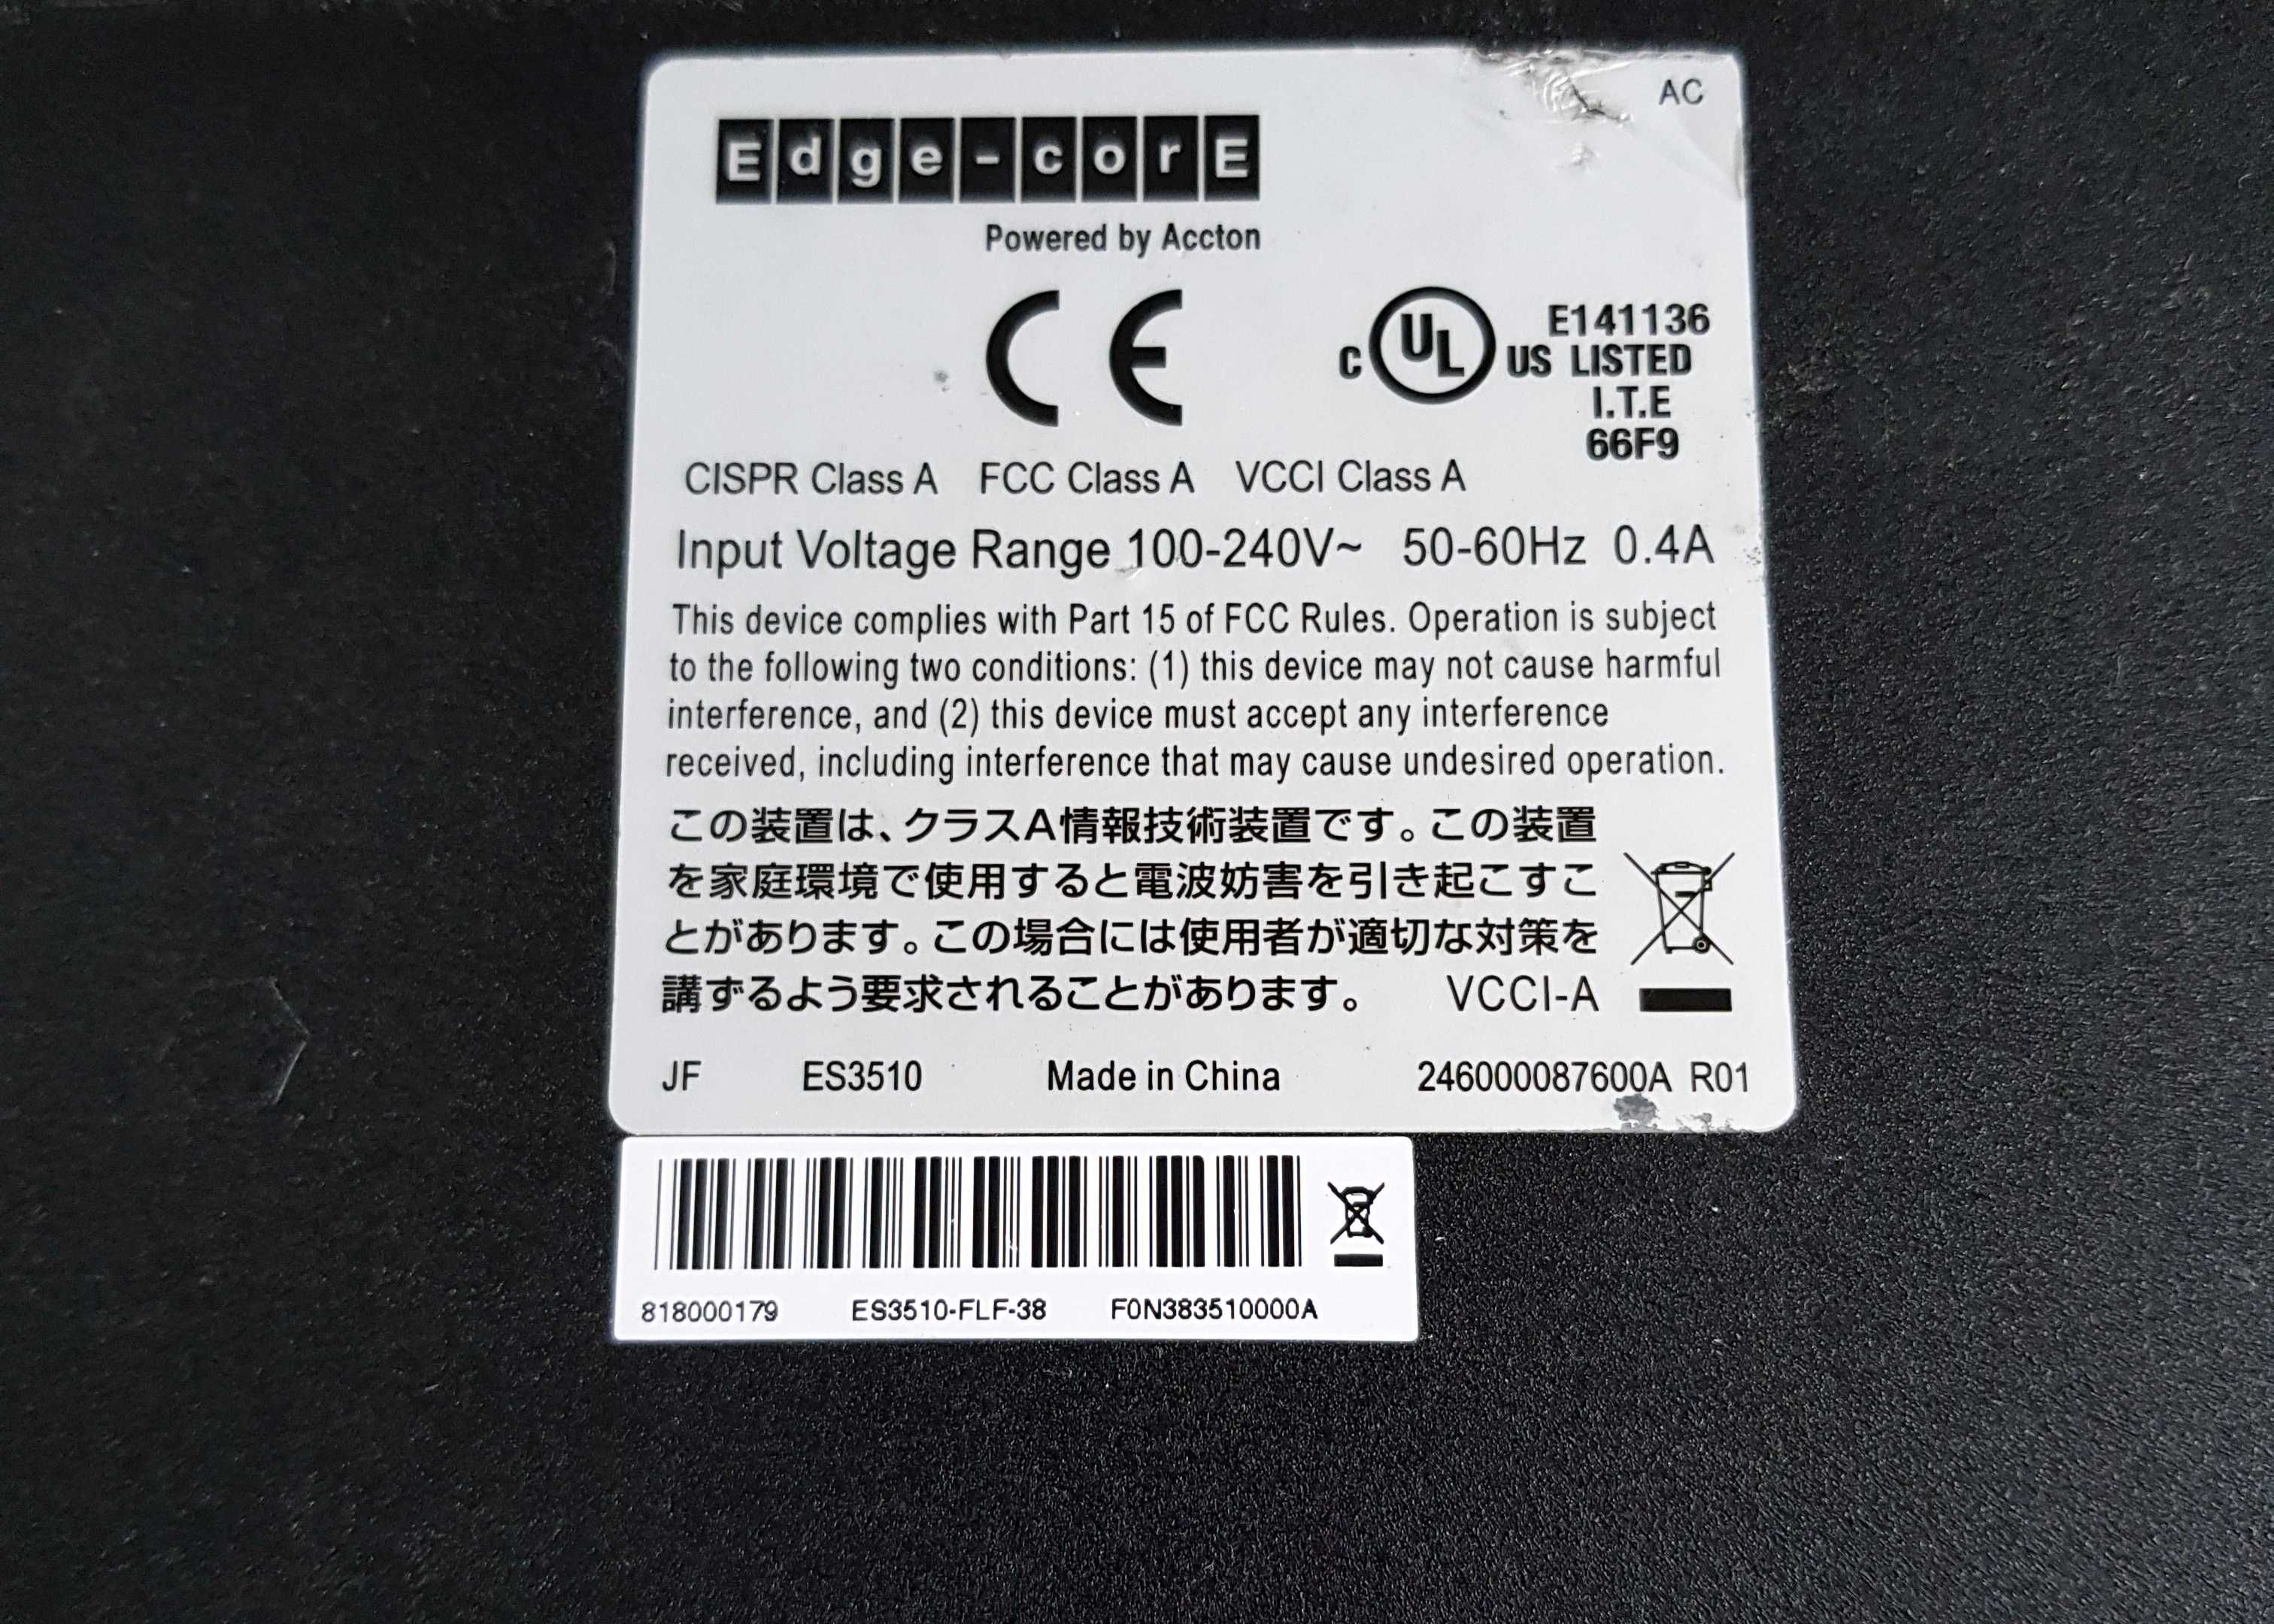 AC
Edge-corE
Powered by Accton
CE
C UL US LISTED
E141136
I.T.E
66F9
CISPR Class A FCC Class A VCCI Class A
Input Voltage Range 100-240V~ 50-60Hz 0.4A
This device complies with Part 15 of FCC Rules. Operation is subject
to the following two conditions: (1) this device may not cause harmful
interference, and (2) this device must accept any interference
received, including interference that may cause undesired operation.
この装置は、クラスA情報技術装置です。この装置
を家庭環境で使用すると電波妨害を引き起こすこ
とがあります。この場合には使用者が適切な対策を
講ずるよう要求されることがあります。 VCCI-A
JF ES3510 Made in China 246000087600A R01
818000179 ES3510-FLF-38 F0N383510000A